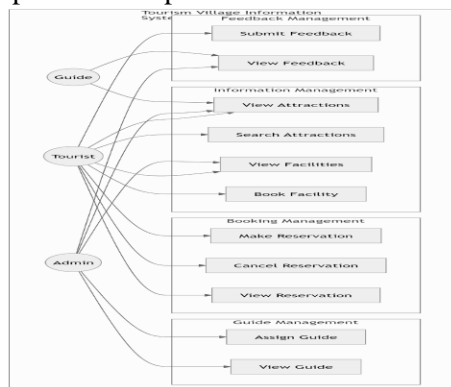 Tourism Village Information
System
Feedback Management
Submit Feedback
View Feedback
Guide
Information Management
View Attractions
Search Attractions
Tourist
View Facilities
Book Facility
Booking Management
Make Reservation
Admin
Cancel Reservation
View Reservation
Guide Management
Assign Guide
View Guide